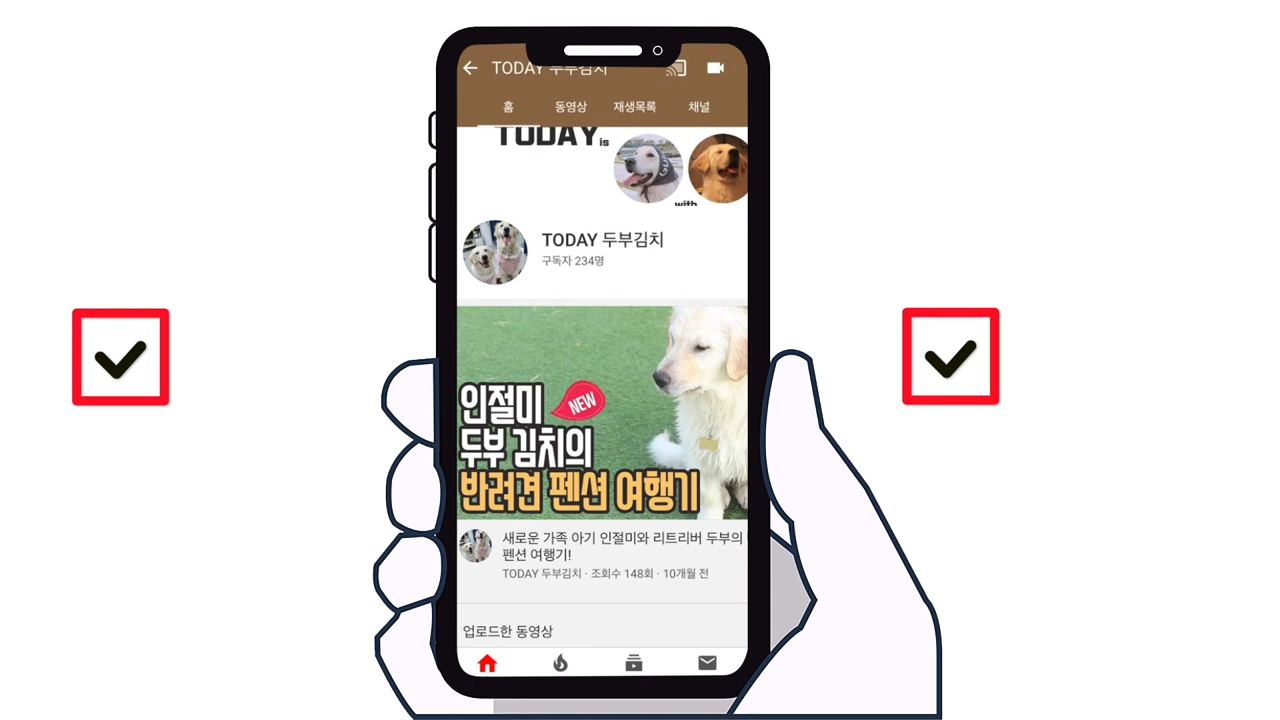 TODAY 두부김치
홈 동영상 재생목록 채널
TODAY is
with
TODAY 두부김치
구독자 234명
인절미 NEW
두부 김치의
반려견 펜션 여행기
새로운 가족 아기 인절미와 리트리버 두부의
펜션 여행기!
TODAY 두부김치 · 조회수 148회 · 10개월 전
업로드한 동영상